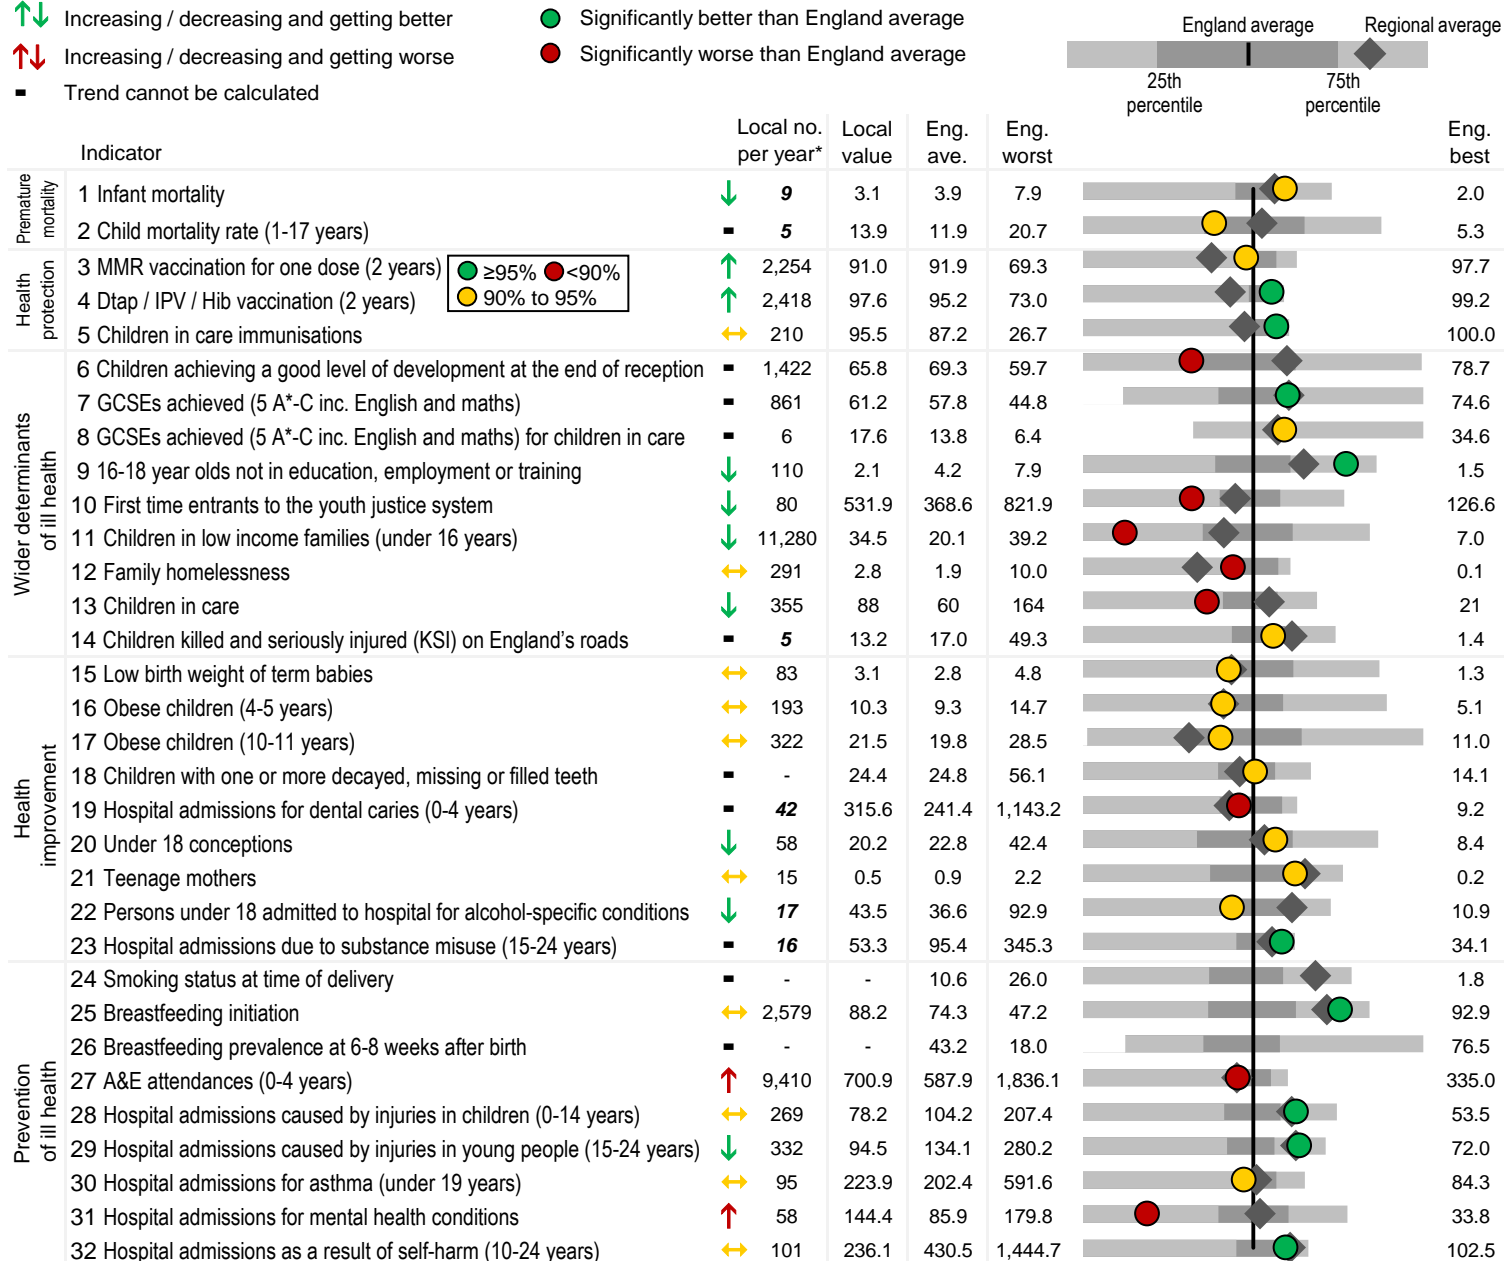 Increasing / decreasing and getting better
Significantly better than England average
Increasing / decreasing and getting worse
Significantly worse than England average
Trend cannot be calculated
England average
Regional average
25th percentile
75th percentile
Indicator
Local no. per year*
Local value
Eng. ave.
Eng. worst
Eng. best
Premature mortality
1 Infant mortality 9 3.1 3.9 7.9 2.0
2 Child mortality rate (1-17 years) 5 13.9 11.9 20.7 5.3
Health protection
≥95% <90%
90% to 95%
3 MMR vaccination for one dose (2 years) 2,254 91.0 91.9 69.3 97.7
4 Dtap / IPV / Hib vaccination (2 years) 2,418 97.6 95.2 73.0 99.2
5 Children in care immunisations 210 95.5 87.2 26.7 100.0
Wider determinants of ill health
6 Children achieving a good level of development at the end of reception 1,422 65.8 69.3 59.7 78.7
7 GCSEs achieved (5 A*-C inc. English and maths) 861 61.2 57.8 44.8 74.6
8 GCSEs achieved (5 A*-C inc. English and maths) for children in care 6 17.6 13.8 6.4 34.6
9 16-18 year olds not in education, employment or training 110 2.1 4.2 7.9 1.5
10 First time entrants to the youth justice system 80 531.9 368.6 821.9 126.6
11 Children in low income families (under 16 years) 11,280 34.5 20.1 39.2 7.0
12 Family homelessness 291 2.8 1.9 10.0 0.1
13 Children in care 355 88 60 164 21
14 Children killed and seriously injured (KSI) on England's roads 5 13.2 17.0 49.3 1.4
Health improvement
15 Low birth weight of term babies 83 3.1 2.8 4.8 1.3
16 Obese children (4-5 years) 193 10.3 9.3 14.7 5.1
17 Obese children (10-11 years) 322 21.5 19.8 28.5 11.0
18 Children with one or more decayed, missing or filled teeth - 24.4 24.8 56.1 14.1
19 Hospital admissions for dental caries (0-4 years) 42 315.6 241.4 1,143.2 9.2
20 Under 18 conceptions 58 20.2 22.8 42.4 8.4
21 Teenage mothers 15 0.5 0.9 2.2 0.2
22 Persons under 18 admitted to hospital for alcohol-specific conditions 17 43.5 36.6 92.9 10.9
23 Hospital admissions due to substance misuse (15-24 years) 16 53.3 95.4 345.3 34.1
Prevention of ill health
24 Smoking status at time of delivery - - 10.6 26.0 1.8
25 Breastfeeding initiation 2,579 88.2 74.3 47.2 92.9
26 Breastfeeding prevalence at 6-8 weeks after birth - - 43.2 18.0 76.5
27 A&E attendances (0-4 years) 9,410 700.9 587.9 1,836.1 335.0
28 Hospital admissions caused by injuries in children (0-14 years) 269 78.2 104.2 207.4 53.5
29 Hospital admissions caused by injuries in young people (15-24 years) 332 94.5 134.1 280.2 72.0
30 Hospital admissions for asthma (under 19 years) 95 223.9 202.4 591.6 84.3
31 Hospital admissions for mental health conditions 58 144.4 85.9 179.8 33.8
32 Hospital admissions as a result of self-harm (10-24 years) 101 236.1 430.5 1,444.7 102.5